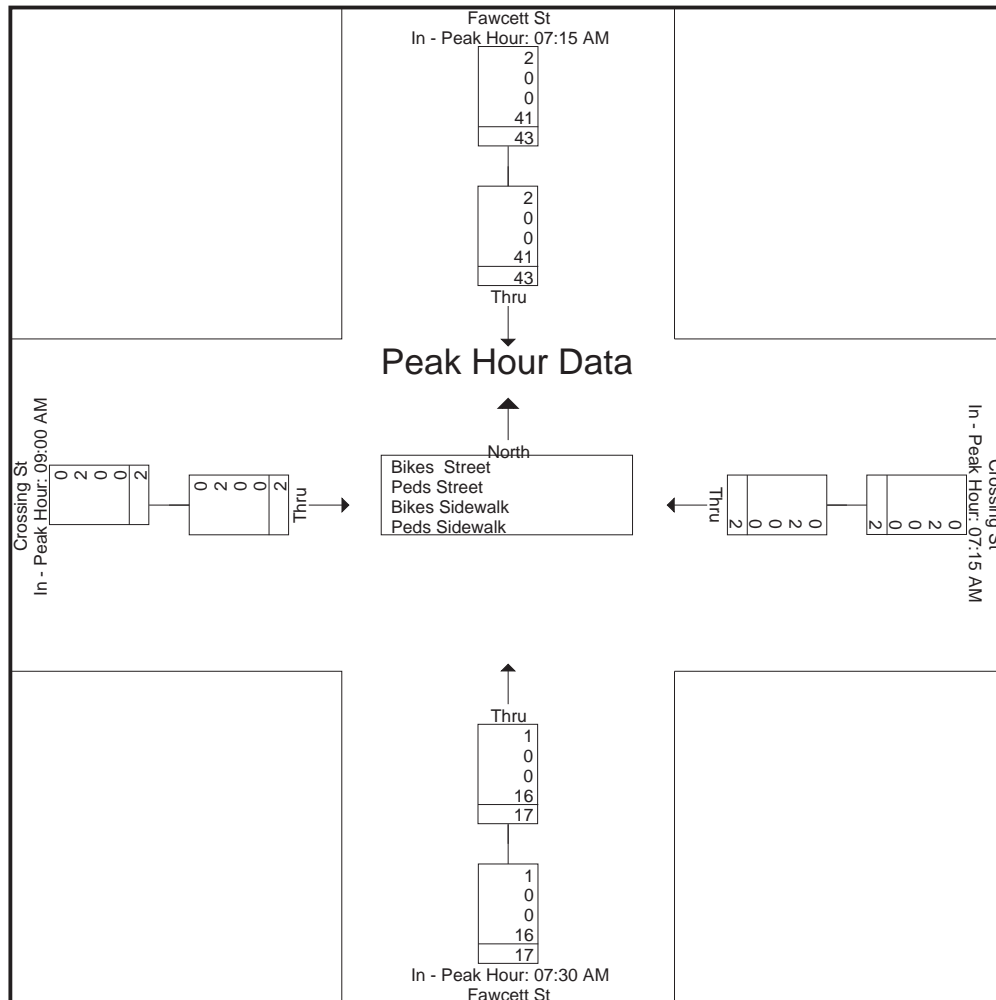 Fawcett St
In - Peak Hour: 07:15 AM
2
0
0
41
43
2
0
0
41
43
Thru
Peak Hour Data
Crossing St
In - Peak Hour: 09:00 AM
0
2
0
0
2
0
2
0
0
2
Thru
North
Bikes Street
Peds Street
Bikes Sidewalk
Peds Sidewalk
Crossing St
In - Peak Hour: 07:15 AM
0
2
0
0
2
0
2
0
0
2
Thru
Thru
1
0
0
16
17
1
0
0
16
17
In - Peak Hour: 07:30 AM
Fawcett St